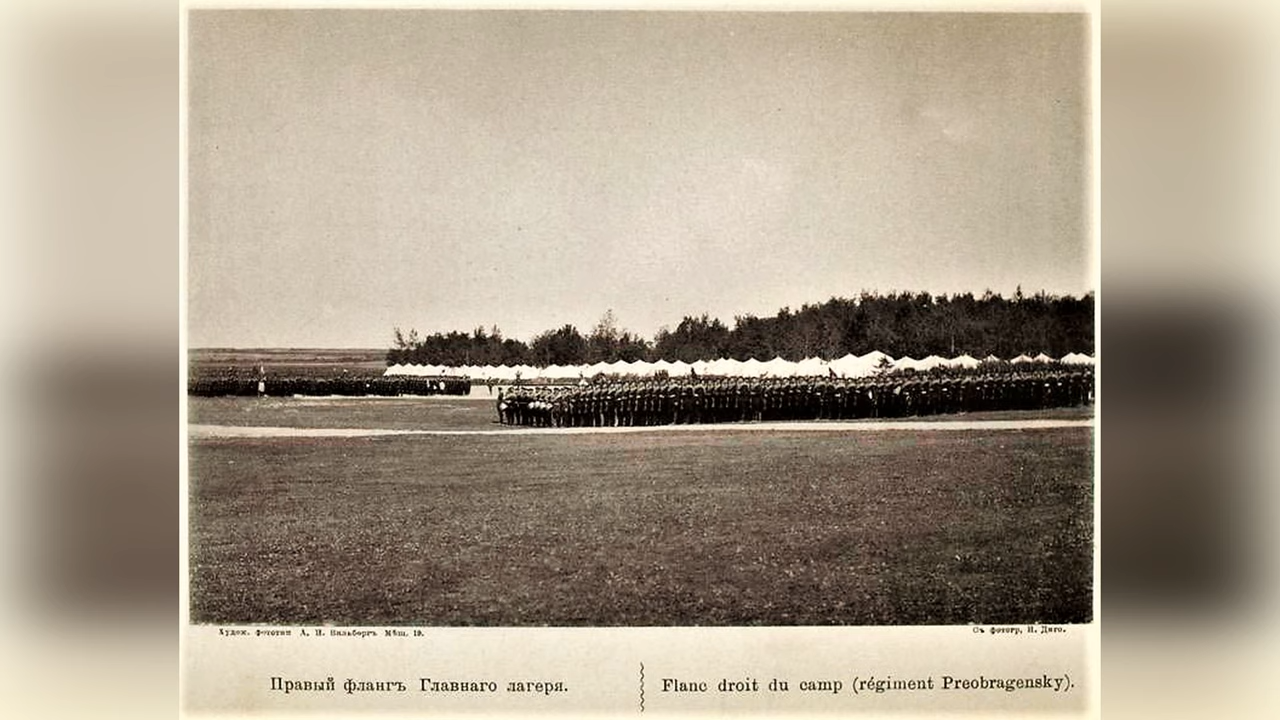 Худож. фототип А. И. Вильборгъ Мѣщ. 19.
Съ фотогр. И. Диго.
Правый флангъ Главнаго лагеря.
Flanc droit du camp (régiment Preobragensky).